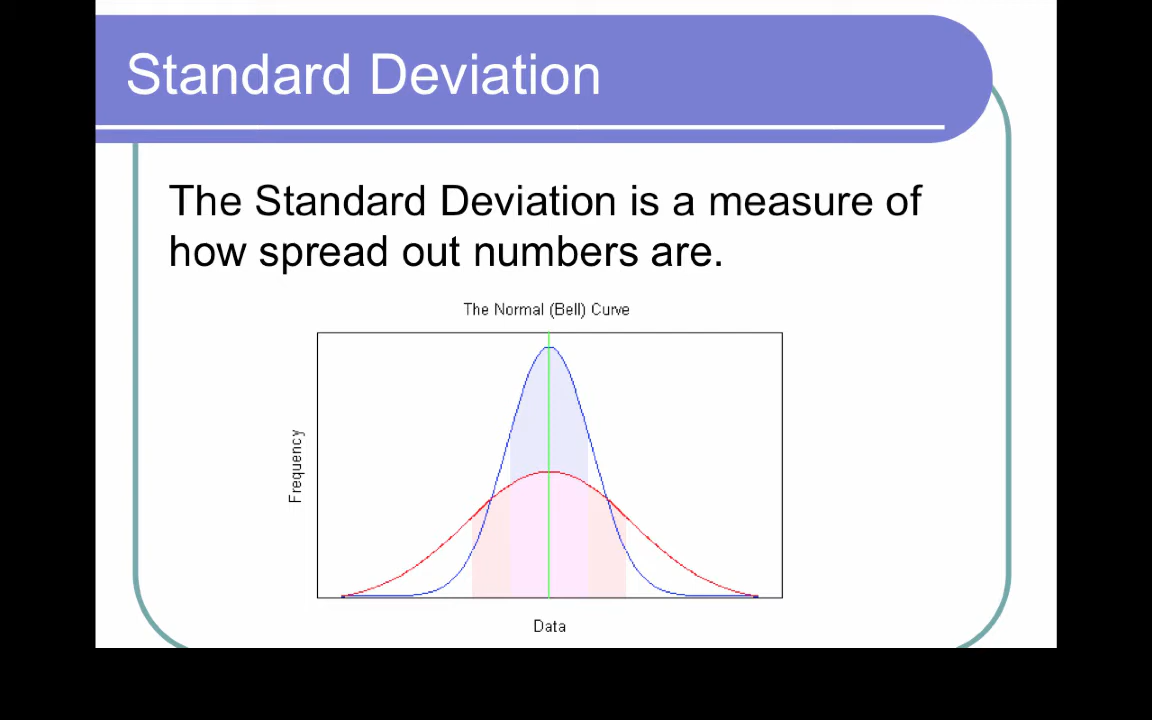 Standard Deviation
The Standard Deviation is a measure of
how spread out numbers are.
The Normal (Bell) Curve
Frequency
Data